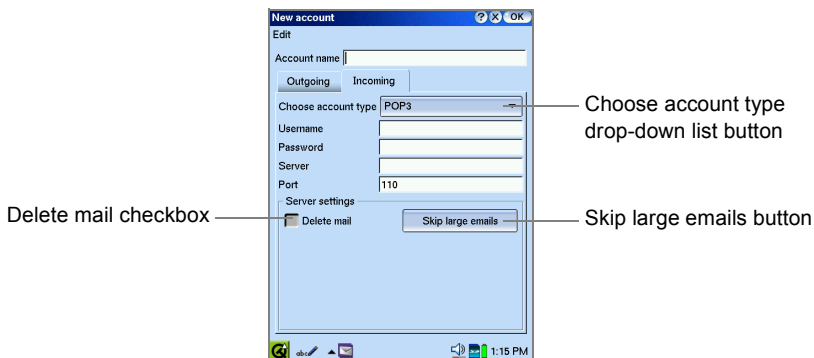 New account ? X OK
Edit
Account name
Outgoing Incoming
Choose account type POP3
Choose account type
drop-down list button
Username
Password
Server
Port 110
Server settings
Delete mail checkbox
Delete mail Skip large emails
Skip large emails button
abc 1:15 PM